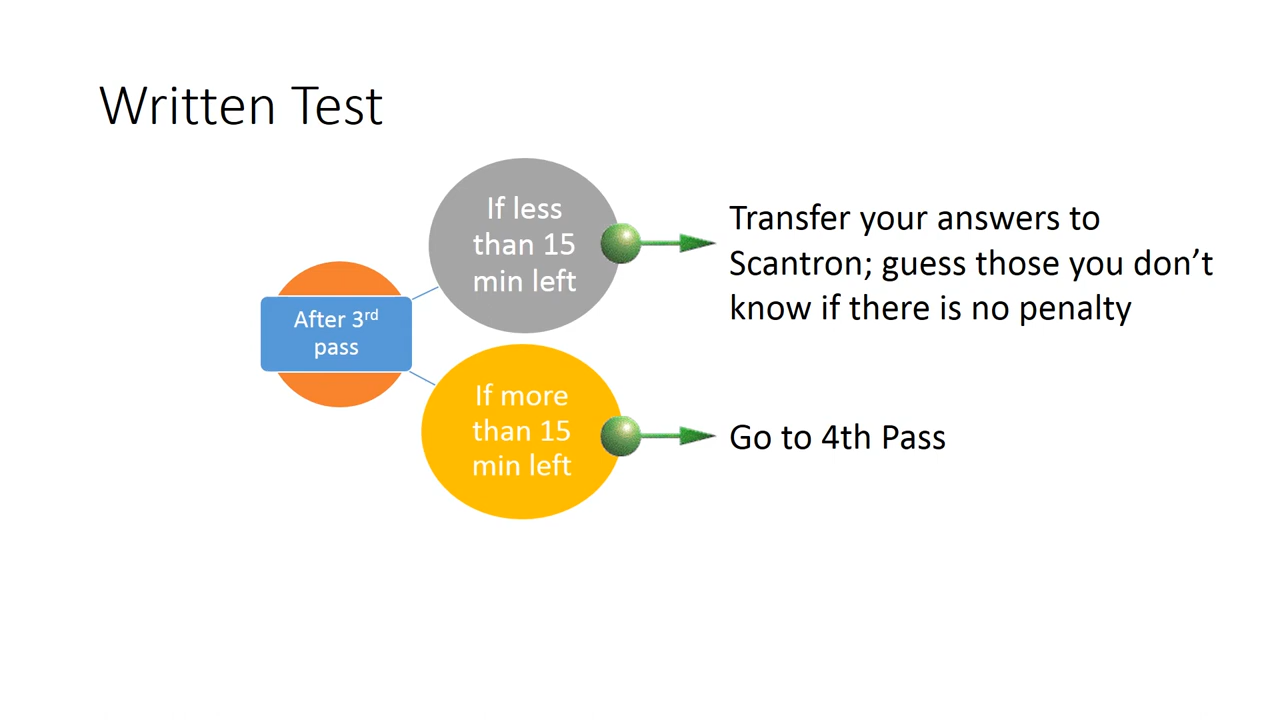 Written Test
After 3rd
pass
If less
than 15
min left
Transfer your answers to
Scantron; guess those you don’t
know if there is no penalty
If more
than 15
min left
Go to 4th Pass